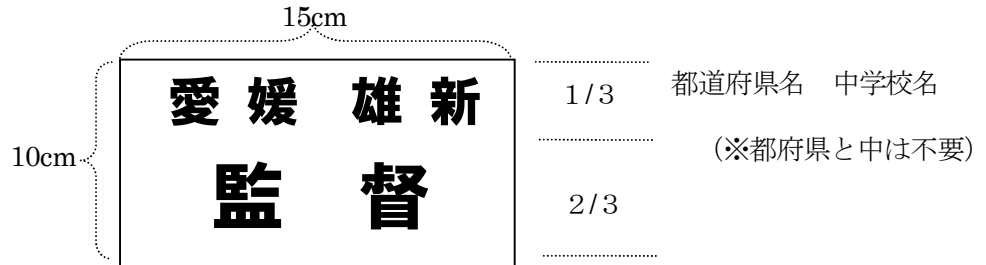 15cm
愛媛 雄新
1/3
都道府県名 中学校名
(※都府県と中は不要)
10cm
監 督
2/3